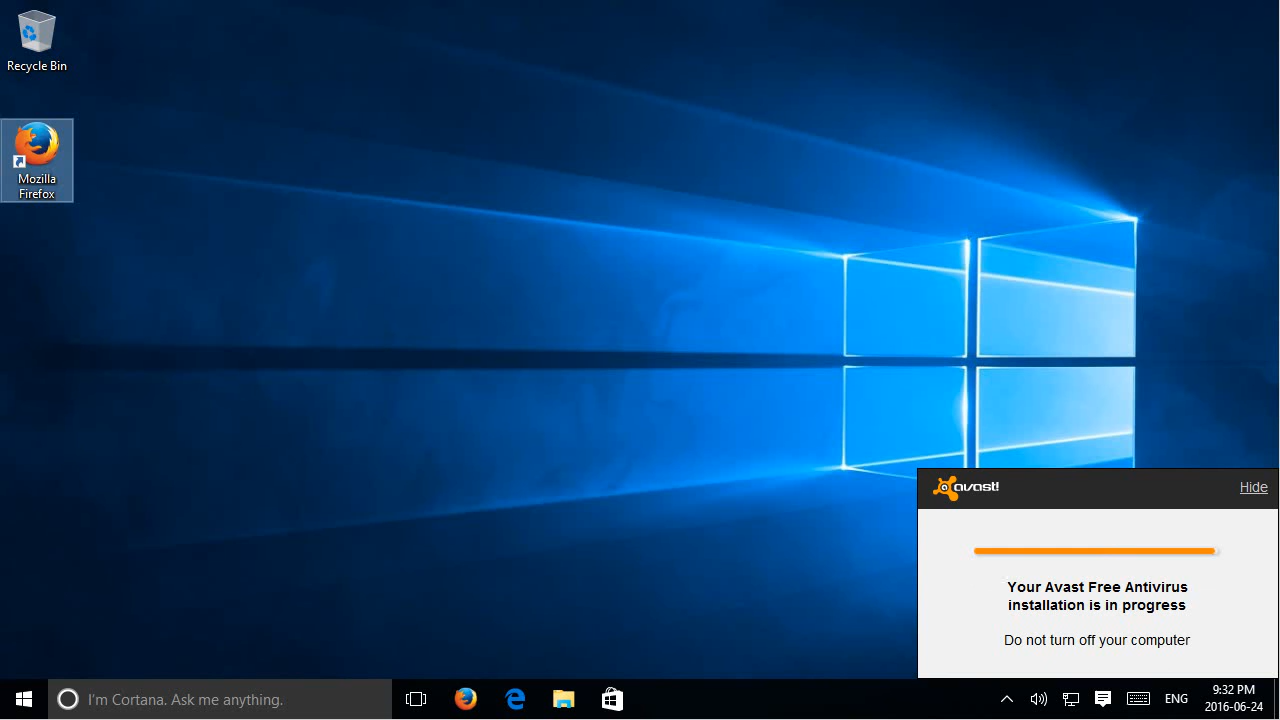 Recycle Bin
Mozilla
Firefox
avast!
Hide
Your Avast Free Antivirus
installation is in progress
Do not turn off your computer
I'm Cortana. Ask me anything.
ENG
9:32 PM
2016-06-24